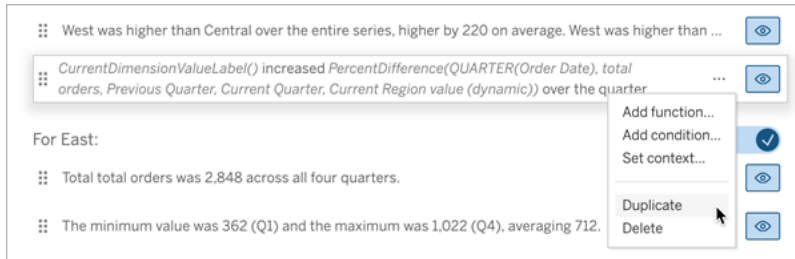 West was higher than Central over the entire series, higher by 220 on average. West was higher than ...
CurrentDimensionValueLabel() increased PercentDifference(QUARTER(Order Date), total
orders, Previous Quarter, Current Quarter, Current Region value (dynamic)) over the quarter
...
Add function...
Add condition...
Set context...
Duplicate
Delete
For East:
Total total orders was 2,848 across all four quarters.
The minimum value was 362 (Q1) and the maximum was 1,022 (Q4), averaging 712.